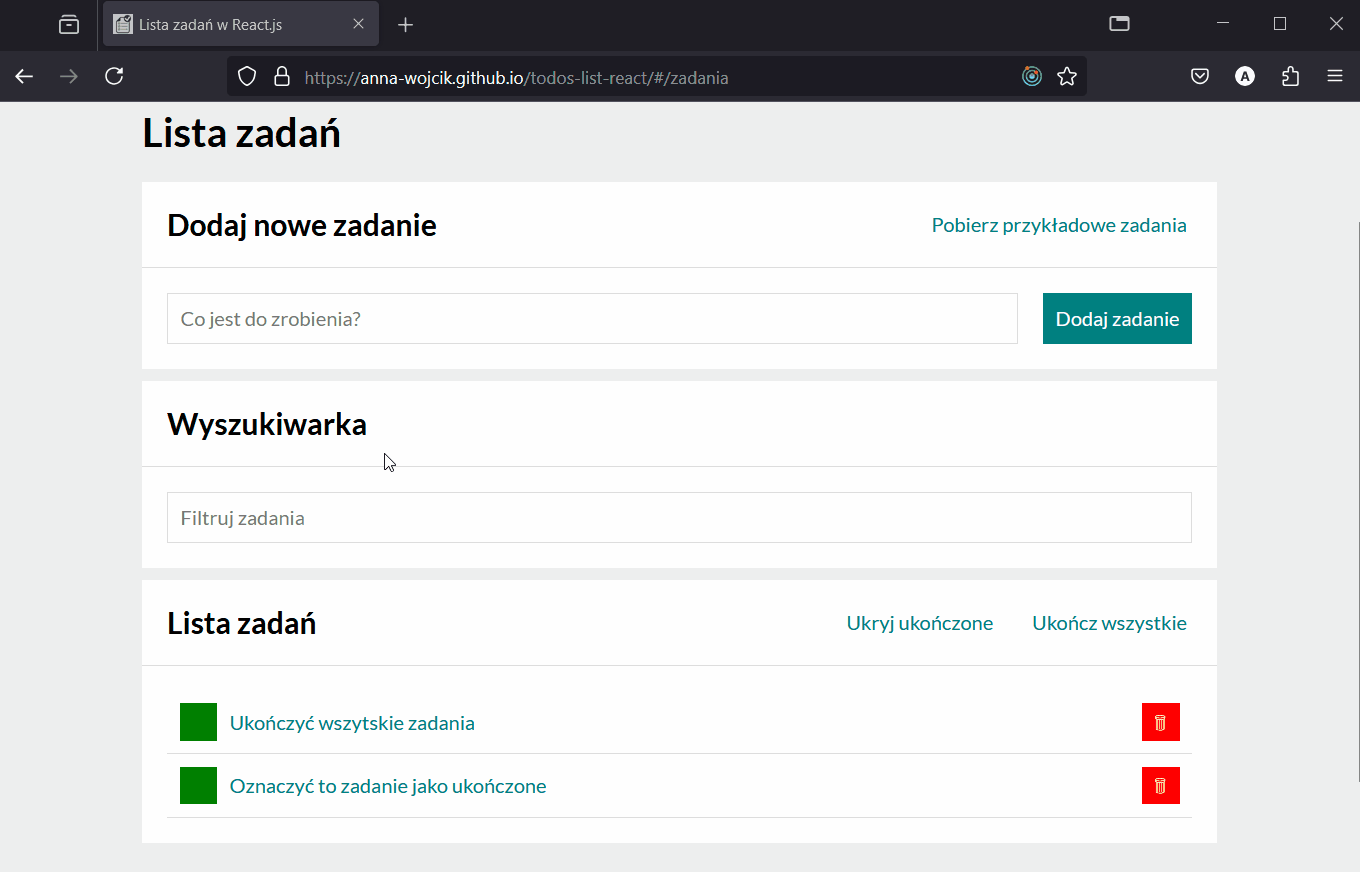 Lista zadań w React.js
https://anna-wojcik.github.io/todos-list-react/#/zadania
A
Lista zadań
Dodaj nowe zadanie
Pobierz przykładowe zadania
Co jest do zrobienia?
Dodaj zadanie
Wyszukiwarka
Filtruj zadania
Lista zadań
Ukryj ukończone
Ukończ wszystkie
Ukończyć wszytskie zadania
Oznaczyć to zadanie jako ukończone